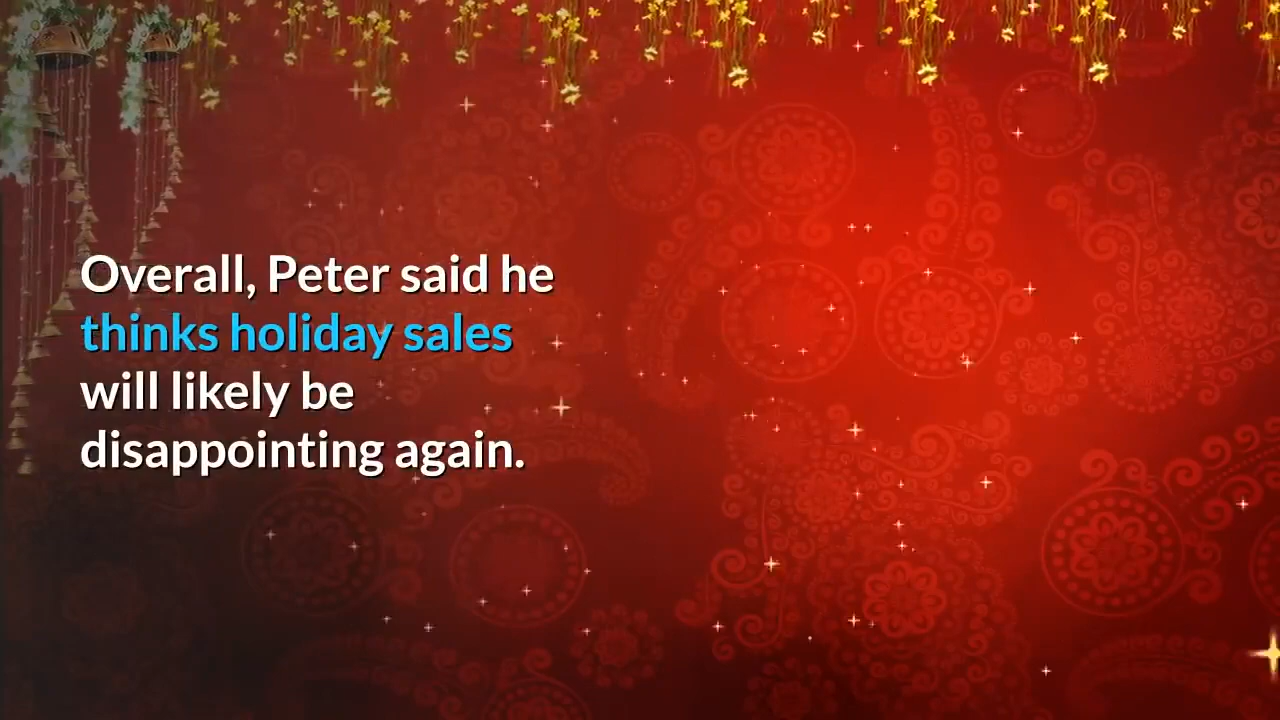 Overall, Peter said he
thinks holiday sales
will likely be
disappointing again.